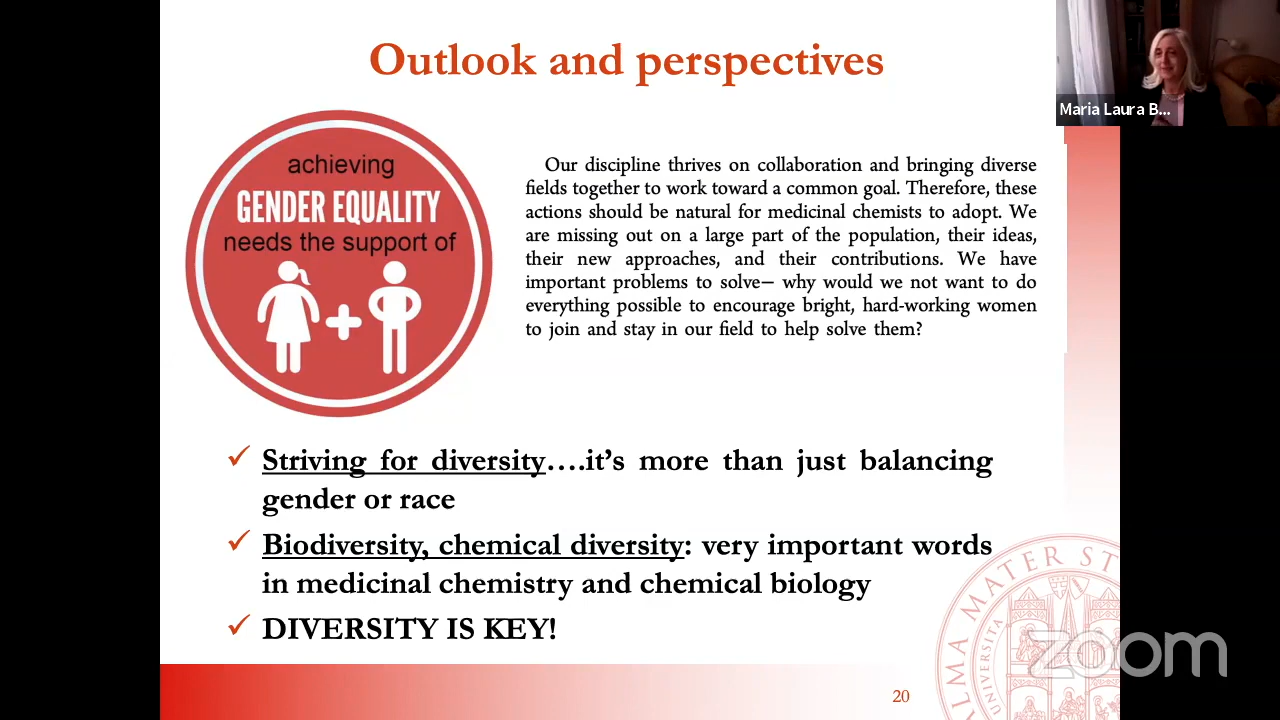 Outlook and perspectives
Maria Laura B...
achieving
GENDER EQUALITY
needs the support of
Our discipline thrives on collaboration and bringing diverse
fields together to work toward a common goal. Therefore, these
actions should be natural for medicinal chemists to adopt. We
are missing out on a large part of the population, their ideas,
their new approaches, and their contributions. We have
important problems to solve— why would we not want to do
everything possible to encourage bright, hard-working women
to join and stay in our field to help solve them?
✓ Striving for diversity....it's more than just balancing
gender or race
✓ Biodiversity, chemical diversity: very important words
in medicinal chemistry and chemical biology
✓ DIVERSITY IS KEY!
ALMA MATER ST
UNIVERSITA
zoom
20